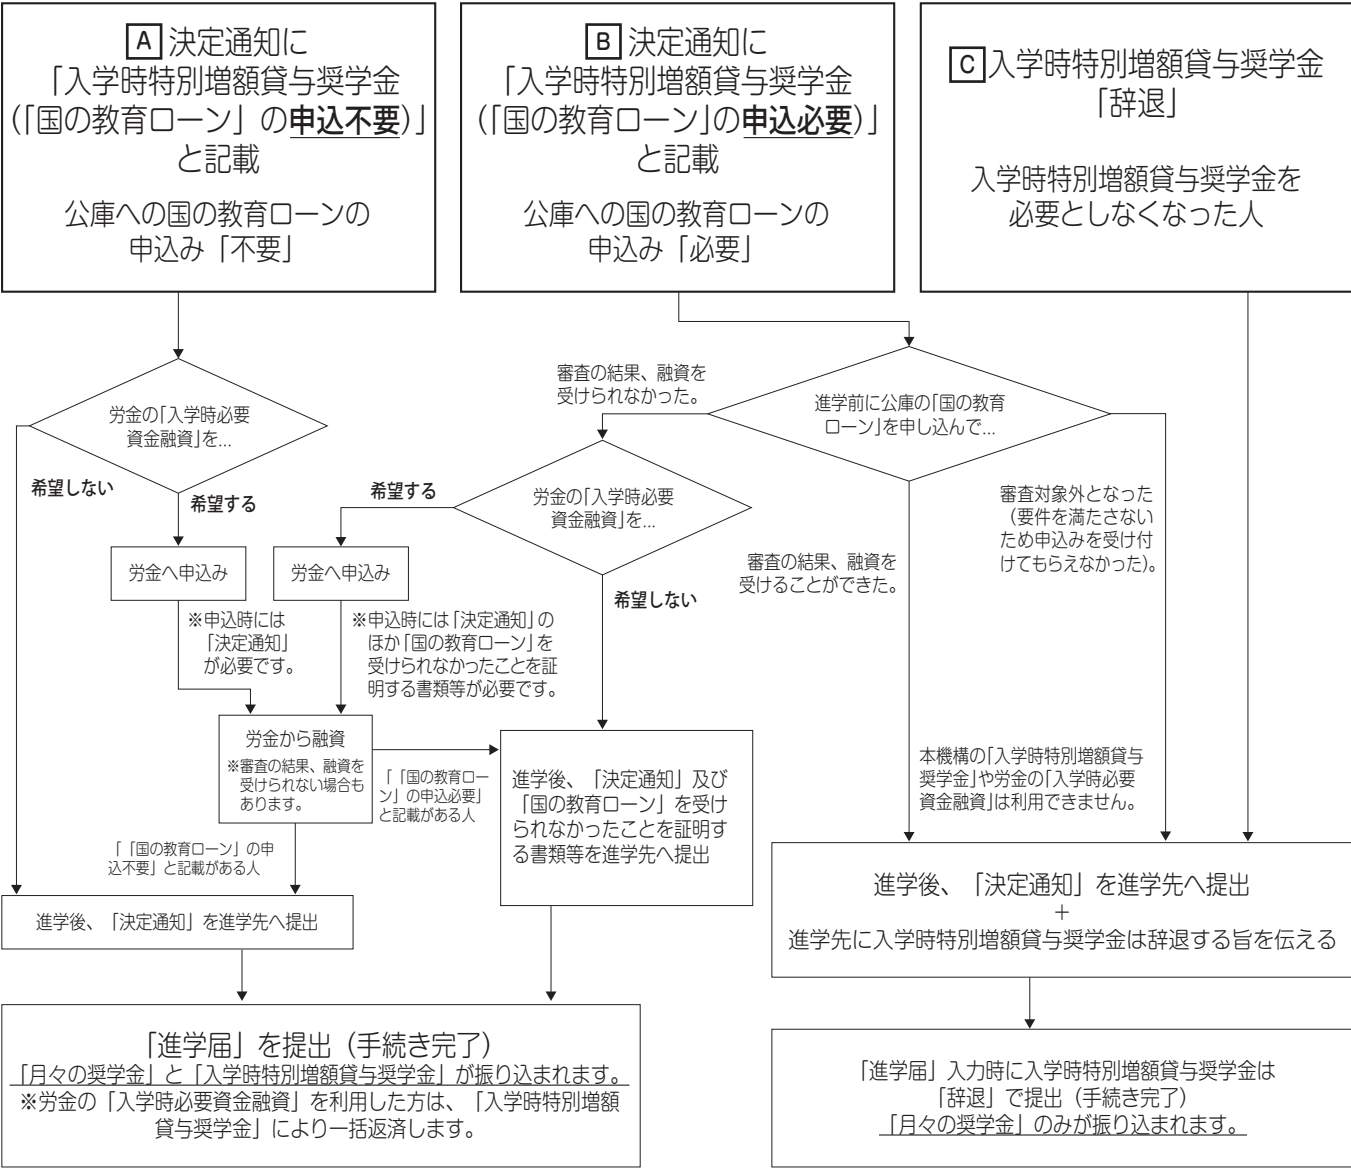 A 決定通知に
「入学時特別増額貸与奨学金
(「国の教育ローン」の申込不要)」
と記載
公庫への国の教育ローンの
申込み「不要」
B 決定通知に
「入学時特別増額貸与奨学金
(「国の教育ローン」の申込必要)」
と記載
公庫への国の教育ローンの
申込み「必要」
C 入学時特別増額貸与奨学金
「辞退」
入学時特別増額貸与奨学金を
必要としなくなった人
労金の「入学時必要
資金融資」を…
希望しない
希望する
審査の結果、融資を
受けられなかった。
進学前に公庫の「国の教育
ローン」を申し込んで…
労金の「入学時必要
資金融資」を…
希望する
希望しない
審査の結果、融資を
受けることができた。
審査対象外となった
(要件を満たさない
ため申込みを受け付
けてもらえなかった)。
労金へ申込み
労金へ申込み
※申込時には
「決定通知」
が必要です。
※申込時には「決定通知」の
ほか「国の教育ローン」を
受けられなかったことを証
明する書類等が必要です。
労金から融資
※審査の結果、融資を
受けられない場合も
あります。
「「国の教育ロー
ン」の申込必要」
と記載がある人
「「国の教育ローン」の申
込不要」と記載がある人
進学後、「決定通知」及び
「国の教育ローン」を受け
られなかったことを証明す
る書類等を進学先へ提出
本機構の「入学時特別増額貸与
奨学金」や労金の「入学時必要
資金融資」は利用できません。
進学後、「決定通知」を進学先へ提出
進学後、「決定通知」を進学先へ提出
+
進学先に入学時特別増額貸与奨学金は辞退する旨を伝える
「進学届」を提出(手続き完了)
「月々の奨学金」と「入学時特別増額貸与奨学金」が振り込まれます。
※労金の「入学時必要資金融資」を利用した方は、「入学時特別増額
貸与奨学金」により一括返済します。
「進学届」入力時に入学時特別増額貸与奨学金は
「辞退」で提出(手続き完了)
「月々の奨学金」のみが振り込まれます。